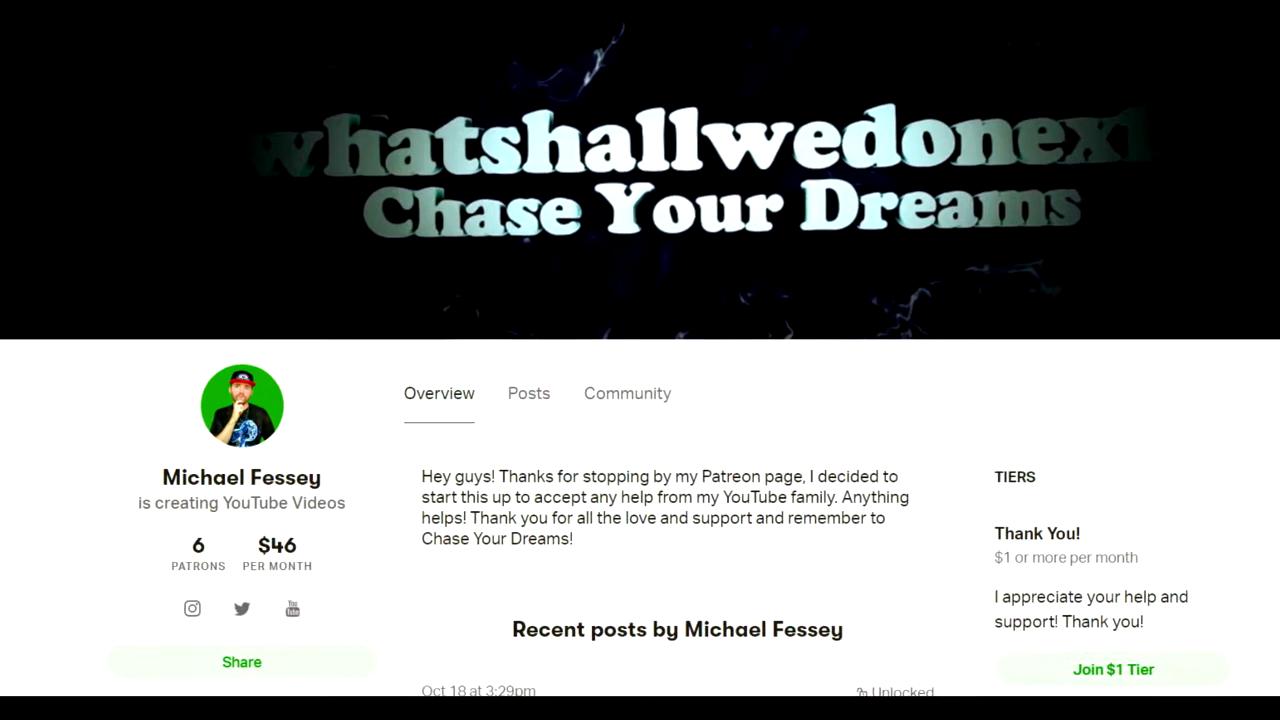 whatshallwedonext
Chase Your Dreams
Overview
Posts
Community
Michael Fessey
is creating YouTube Videos
6
$46
PATRONS
PER MONTH
You
Tube
Share
Hey guys! Thanks for stopping by my Patreon page, I decided to
start this up to accept any help from my YouTube family. Anything
helps! Thank you for all the love and support and remember to
Chase Your Dreams!
Recent posts by Michael Fessey
Oct 18 at 3:29pm
Unlocked
TIERS
Thank You!
$1 or more per month
I appreciate your help and
support! Thank you!
Join $1 Tier